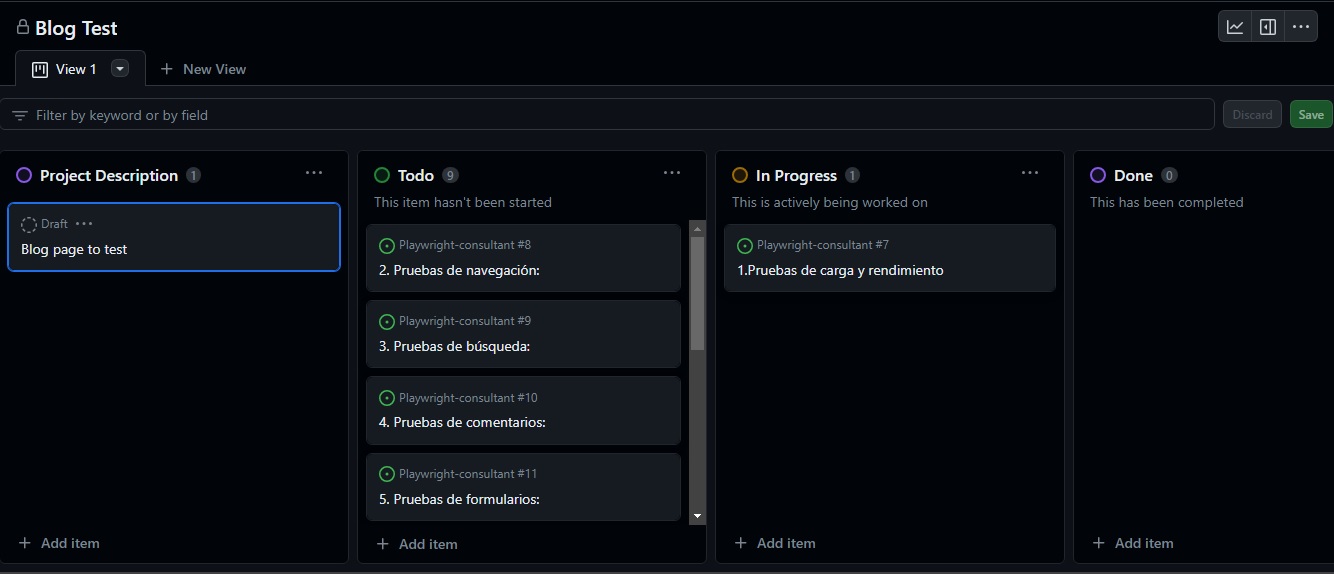 Blog Test
View 1
New View
Filter by keyword or by field
Discard
Save
Project Description 1
Draft
Blog page to test
Add item
Todo 9
This item hasn't been started
Playwright-consultant #8
2. Pruebas de navegación:
Playwright-consultant #9
3. Pruebas de búsqueda:
Playwright-consultant #10
4. Pruebas de comentarios:
Playwright-consultant #11
5. Pruebas de formularios:
Add item
In Progress 1
This is actively being worked on
Playwright-consultant #7
1.Pruebas de carga y rendimiento
Add item
Done 0
This has been completed
Add item